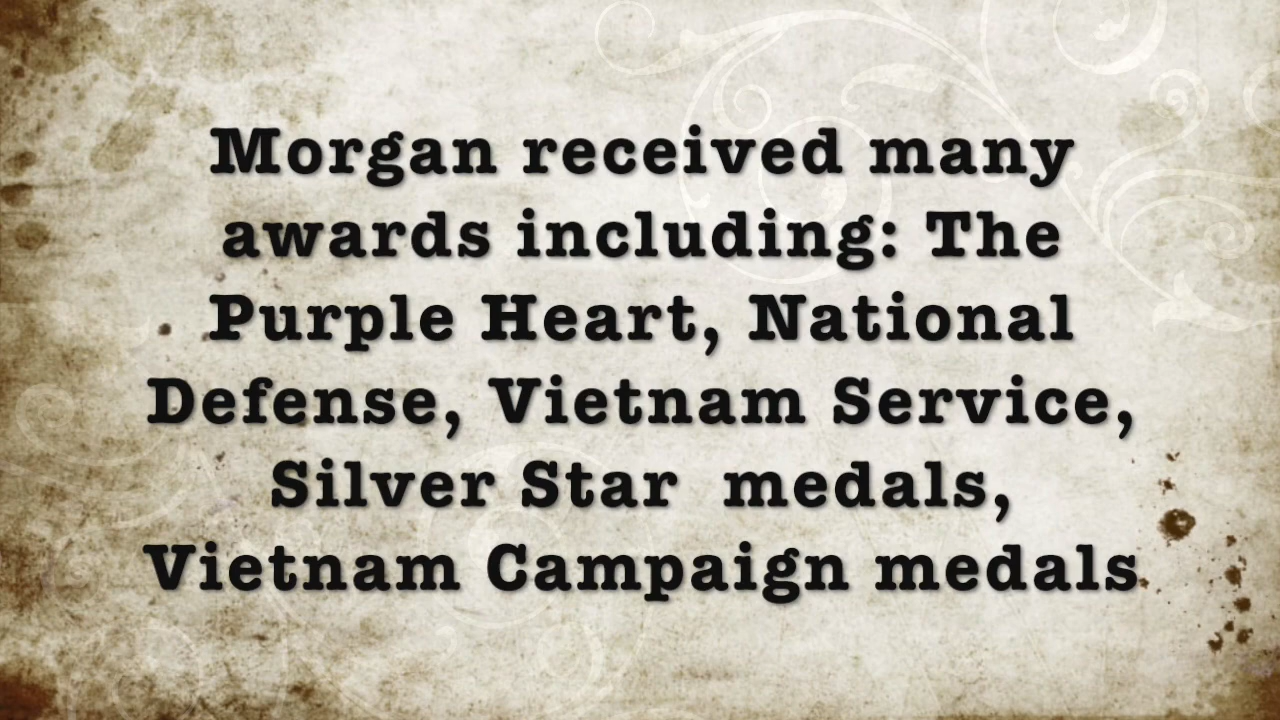 Morgan received many
awards including: The
Purple Heart, National
Defense, Vietnam Service,
Silver Star  medals,
Vietnam Campaign medals